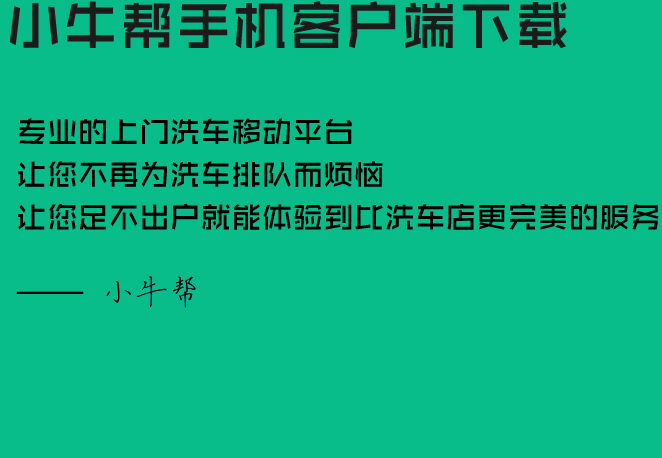 小牛帮手机客户端下载
专业的上门洗车移动平台
让您不再为洗车排队而烦恼
让您足不出户就能体验到比洗车店更完美的服务
—— 小牛帮